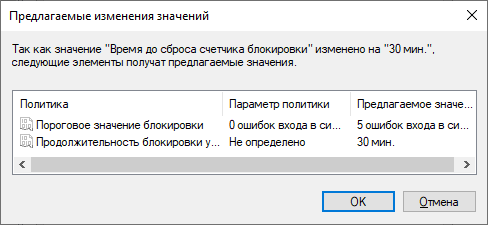 Предлагаемые изменения значений
Так как значение "Время до сброса счетчика блокировки" изменено на "30 мин.",
следующие элементы получат предлагаемые значения.
Политика Параметр политики Предлагаемое значе...
Пороговое значение блокировки 0 ошибок входа в си... 5 ошибок входа в си...
Продолжительность блокировки у... Не определено 30 мин.
OK Отмена